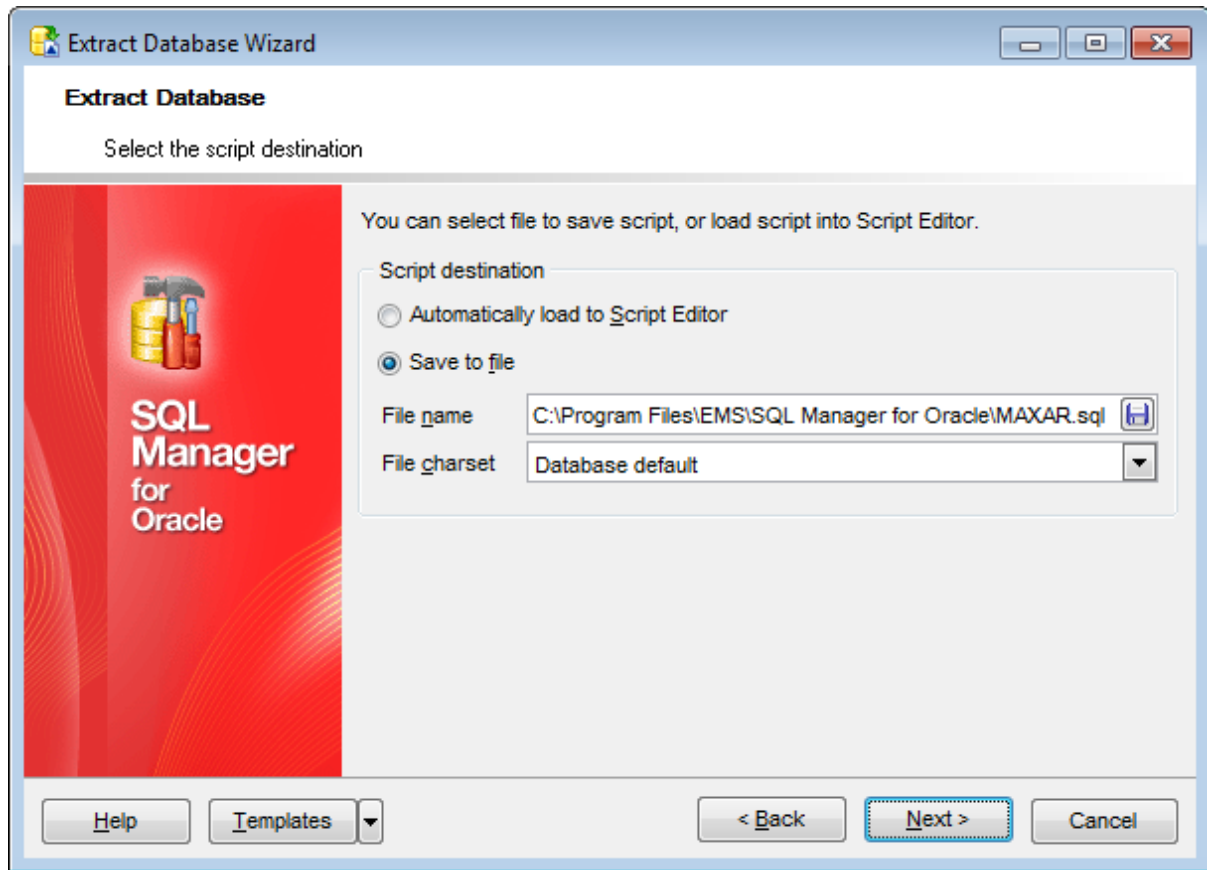 Extract Database Wizard
Extract Database
Select the script destination
You can select file to save script, or load script into Script Editor.
Script destination
Automatically load to Script Editor
Save to file
File name C:\Program Files\EMS\SQL Manager for Oracle\MAXAR.sql
File charset Database default
SQL
Manager
for
Oracle
Help Templates < Back Next > Cancel